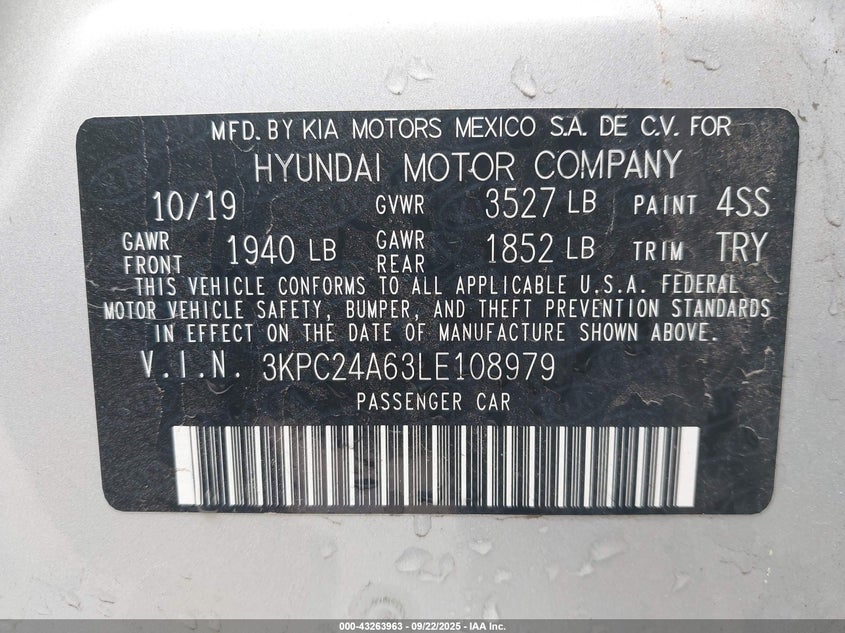 MFD. BY KIA MOTORS MEXICO S.A. DE C.V. FOR
HYUNDAI MOTOR COMPANY
10/19 GVWR 3527 LB PAINT 4SS
GAWR FRONT 1940 LB GAWR REAR 1852 LB TRIM TRY
THIS VEHICLE CONFORMS TO ALL APPLICABLE U.S.A. FEDERAL
MOTOR VEHICLE SAFETY, BUMPER, AND THEFT PREVENTION STANDARDS
IN EFFECT ON THE DATE OF MANUFACTURE SHOWN ABOVE.
V.I.N. 3KPC24A63LE108979
PASSENGER CAR
000-43263963 - 09/22/2025 - IAA Inc.